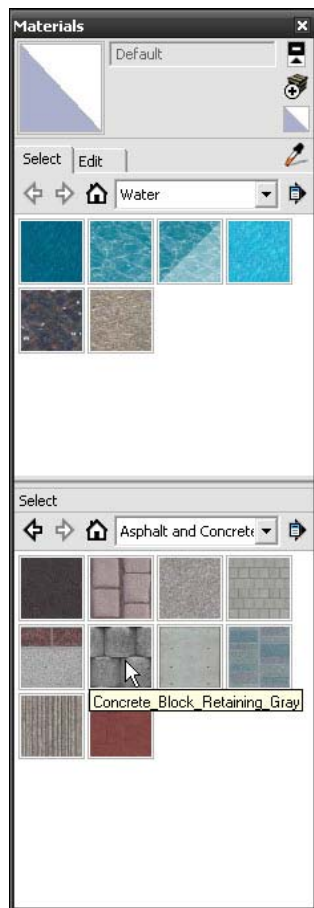 Materials
Default
Select Edit
Water
Select
Asphalt and Concrete
Concrete_Block_Retaining_Gray